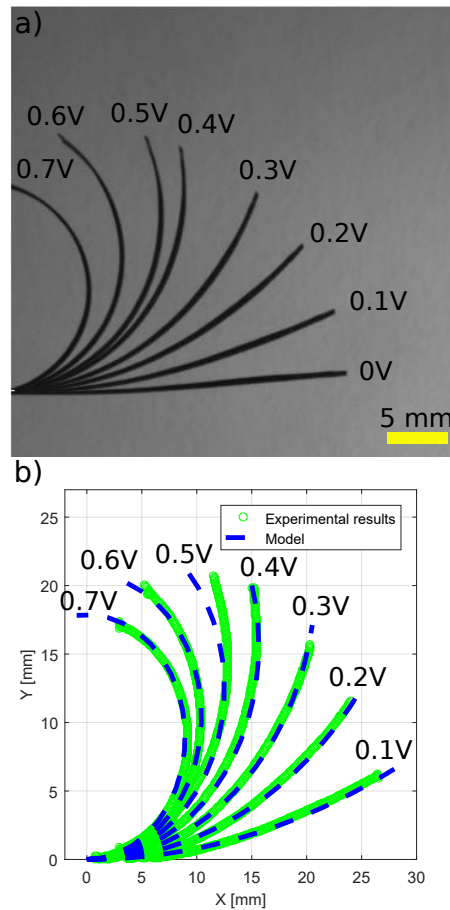 a)
0.6V
0.5V
0.4V
0.7V
0.3V
0.2V
0.1V
0V
5 mm
b)
25
20
15
10
5
0
Y [mm]
Experimental results
Model
0.6V
0.5V
0.4V
0.7V
0.3V
0.2V
0.1V
0 5 10 15 20 25 30
X [mm]